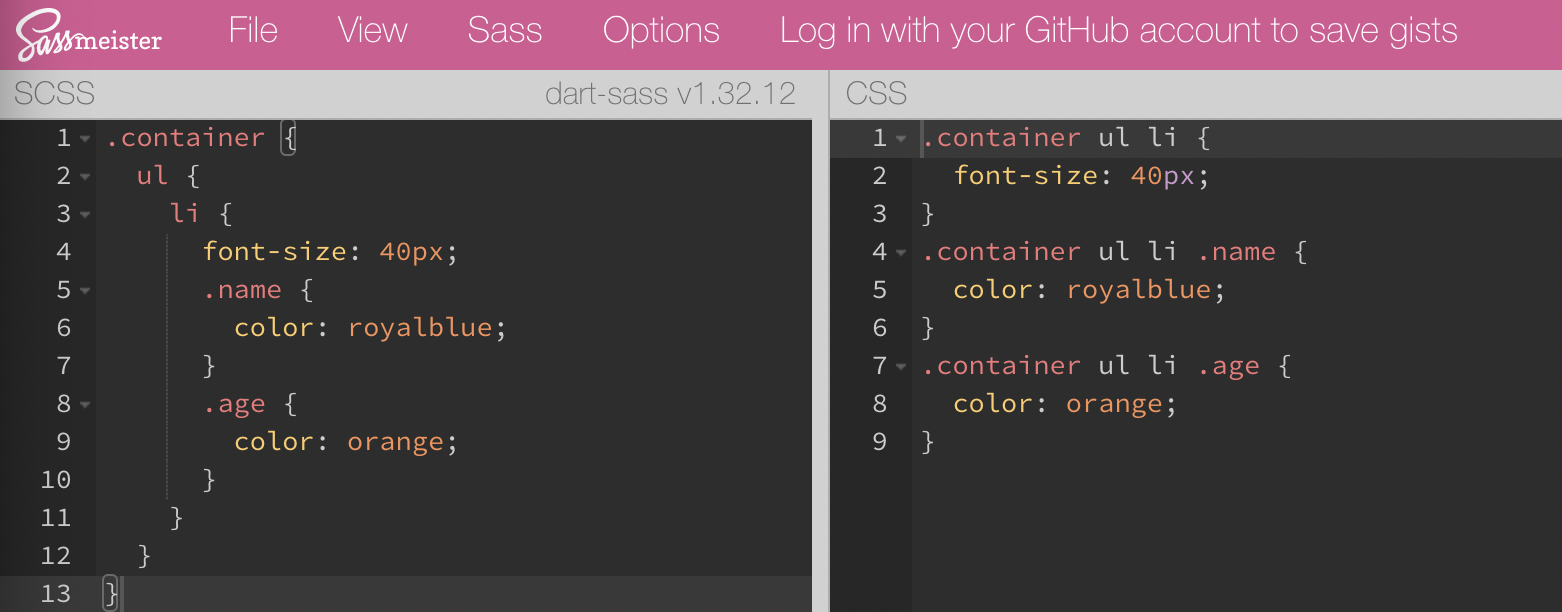 Sassmeister File View Sass Options Log in with your GitHub account to save gists
SCSS dart-sass v1.32.12
1 .container {
2   ul {
3     li {
4       font-size: 40px;
5       .name {
6         color: royalblue;
7       }
8       .age {
9         color: orange;
10       }
11     }
12   }
13 }
CSS
1 .container ul li {
2   font-size: 40px;
3 }
4 .container ul li .name {
5   color: royalblue;
6 }
7 .container ul li .age {
8   color: orange;
9 }